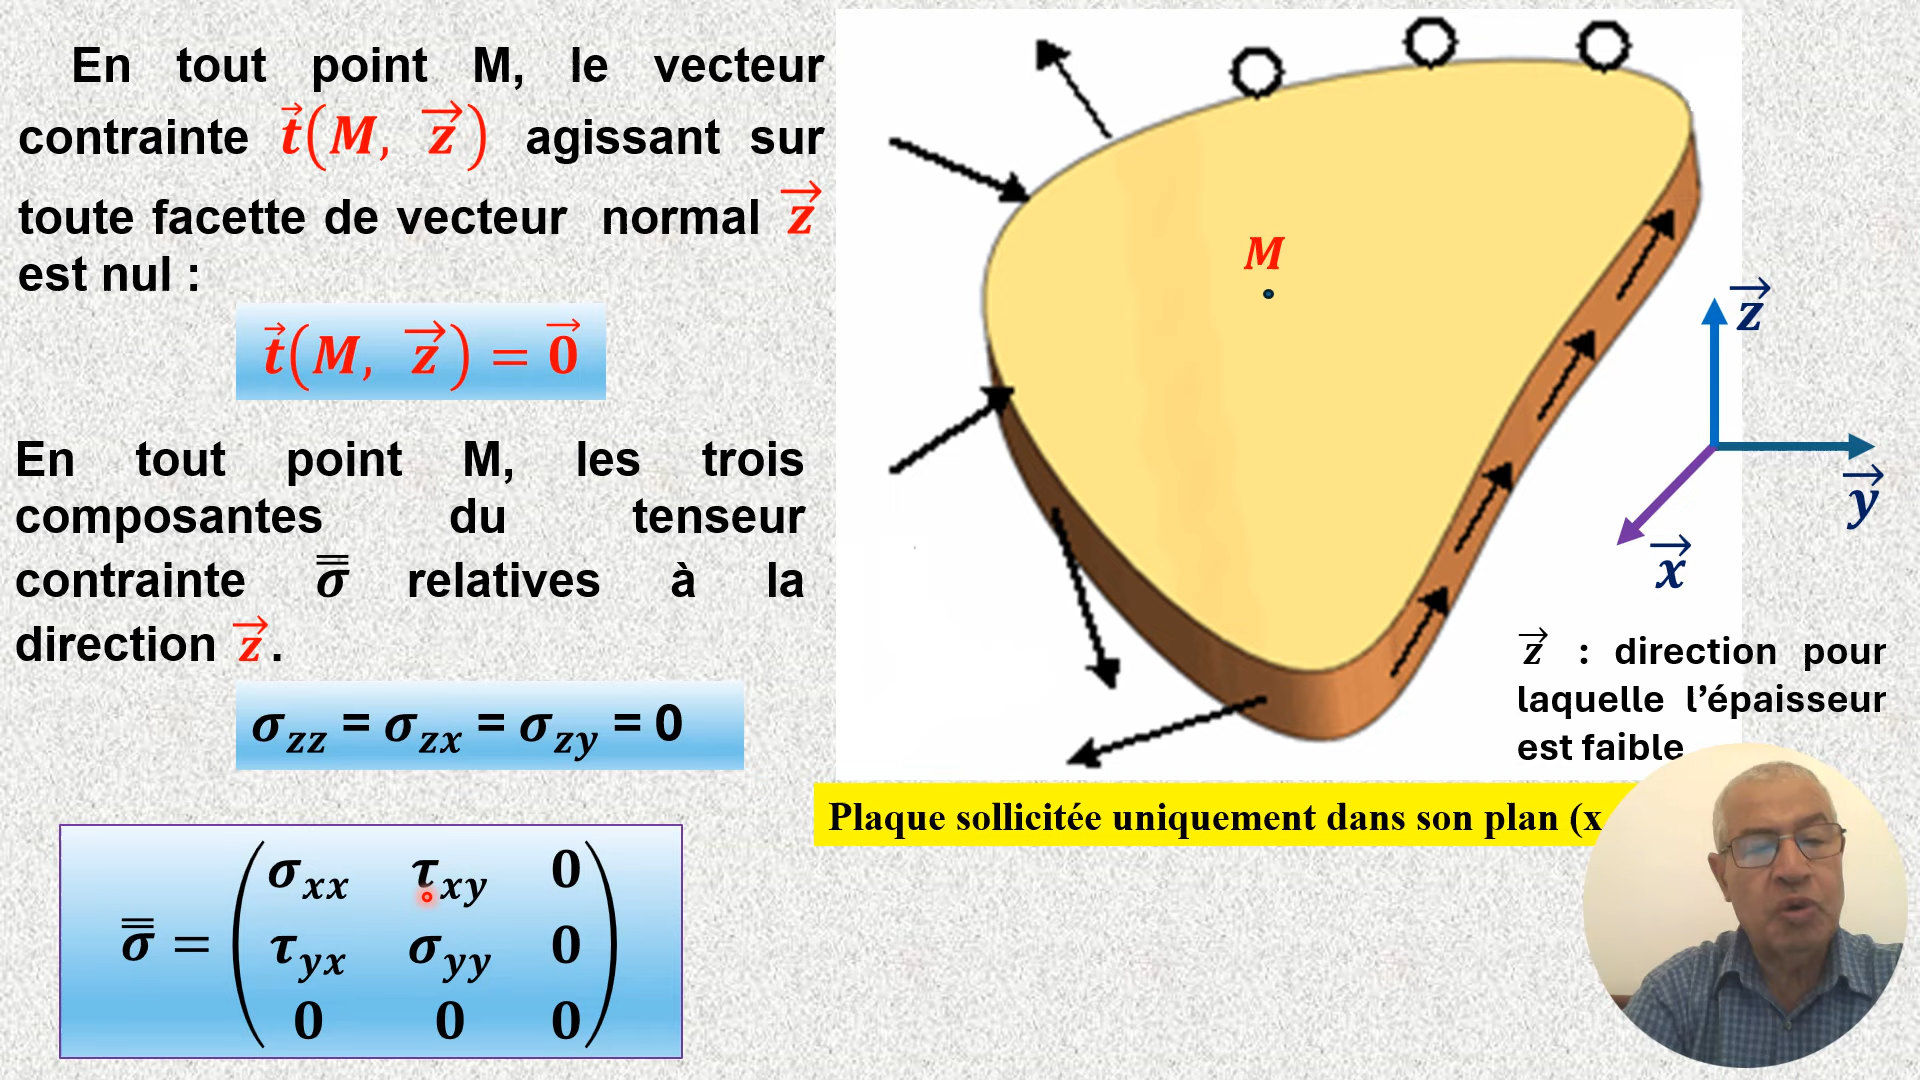 En tout point M, le vecteur
contrainte t⃗(M, z⃗) agissant sur
toute facette de vecteur normal z⃗
est nul :
t⃗(M, z⃗) = 0⃗
En tout point M, les trois
composantes du tenseur
contrainte σ̿ relatives à la
direction z⃗.
σzz = σzx = σzy = 0
σ̿ = (σxx τxy 0
τyx σyy 0
0 0 0)
M
z⃗
y⃗
x⃗
z⃗ : direction pour
laquelle l’épaisseur
est faible
Plaque sollicitée uniquement dans son plan (x